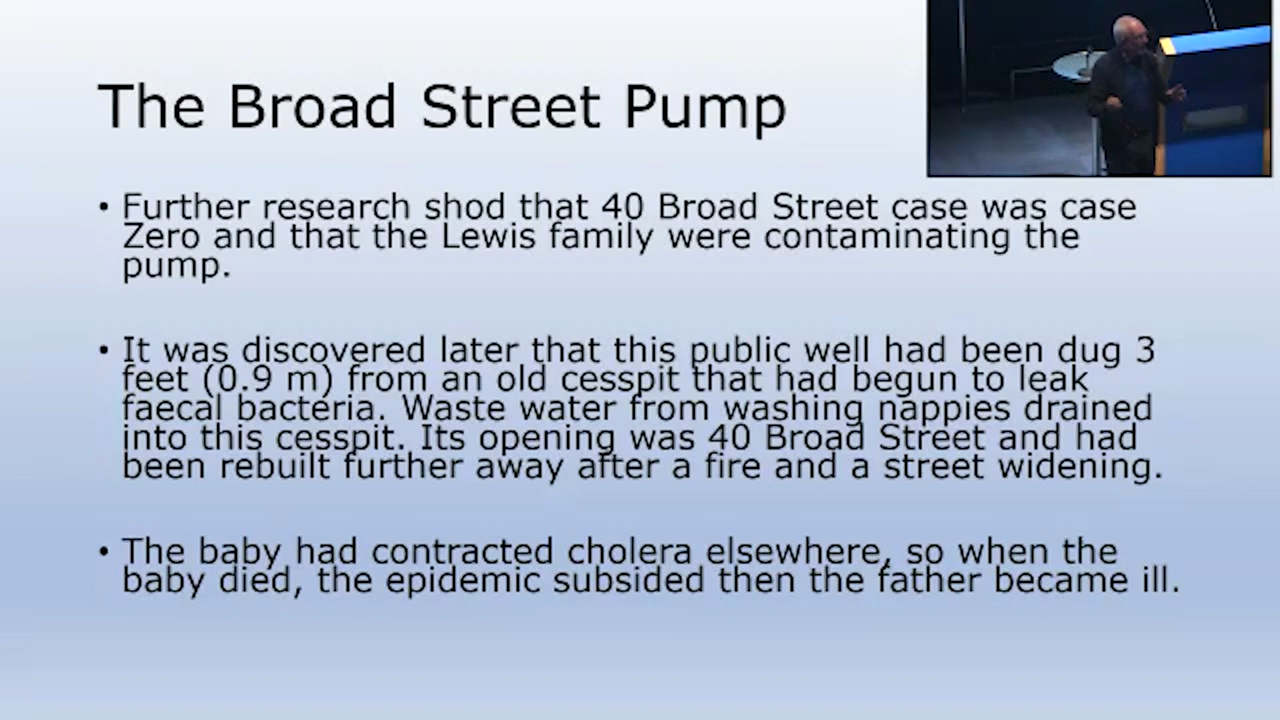 The Broad Street Pump
• Further research shod that 40 Broad Street case was case
Zero and that the Lewis family were contaminating the
pump.
• It was discovered later that this public well had been dug 3
feet (0.9 m) from an old cesspit that had begun to leak
faecal bacteria. Waste water from washing nappies drained
into this cesspit. Its opening was 40 Broad Street and had
been rebuilt further away after a fire and a street widening.
• The baby had contracted cholera elsewhere, so when the
baby died, the epidemic subsided then the father became ill.